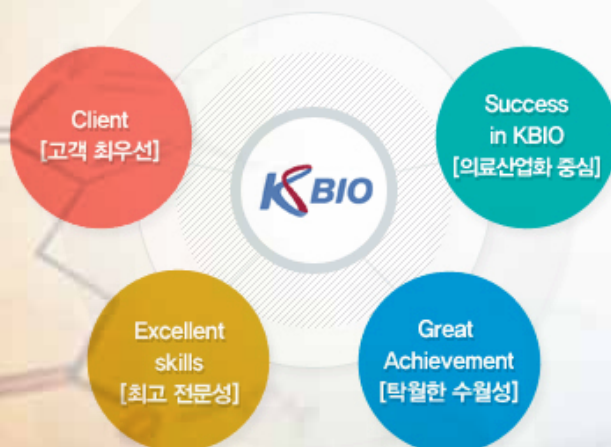 Client
[고객 최우선]
Success
in KBIO
[의료산업화 중심]
KBIO
Excellent
skills
[최고 전문성]
Great
Achievement
[탁월한 수월성]